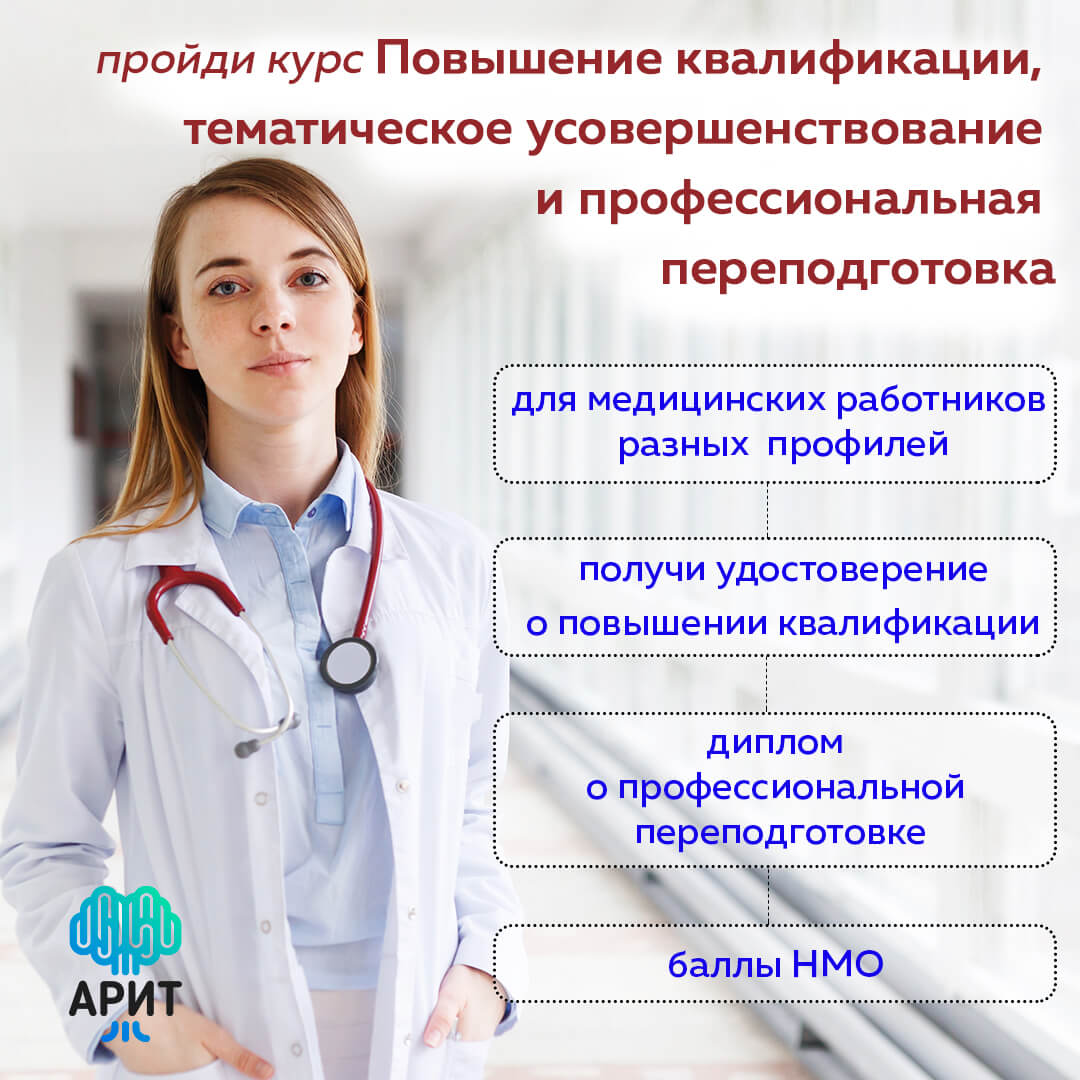 пройди курс Повышение квалификации,
тематическое усовершенствование
и профессиональная
переподготовка
для медицинских работников
разных профилей
получи удостоверение
о повышении квалификации
диплом
о профессиональной
переподготовке
баллы НМО
АРИТ